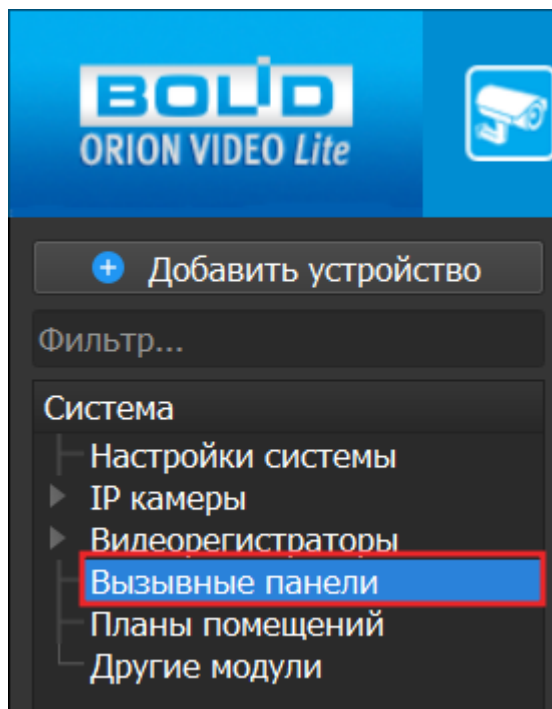 BOLID
ORION VIDEO Lite
Добавить устройство
Фильтр...
Система
Настройки системы
IP камеры
Видеорегистраторы
Вызывные панели
Планы помещений
Другие модули